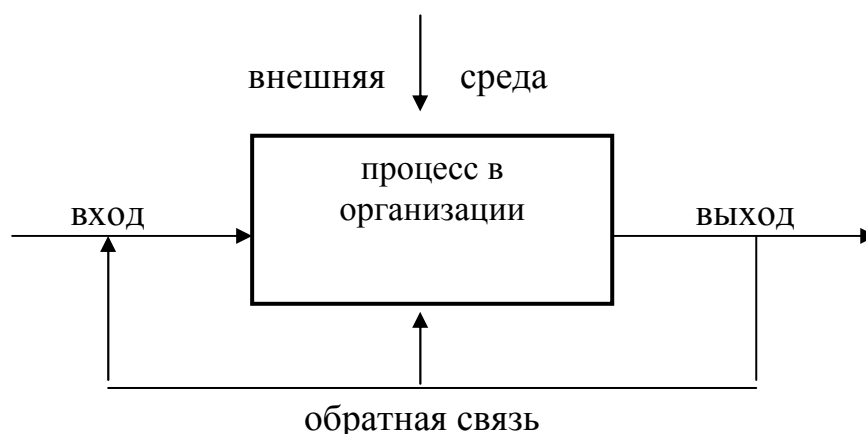 внешняя среда
процесс в
организации
вход
выход
обратная связь